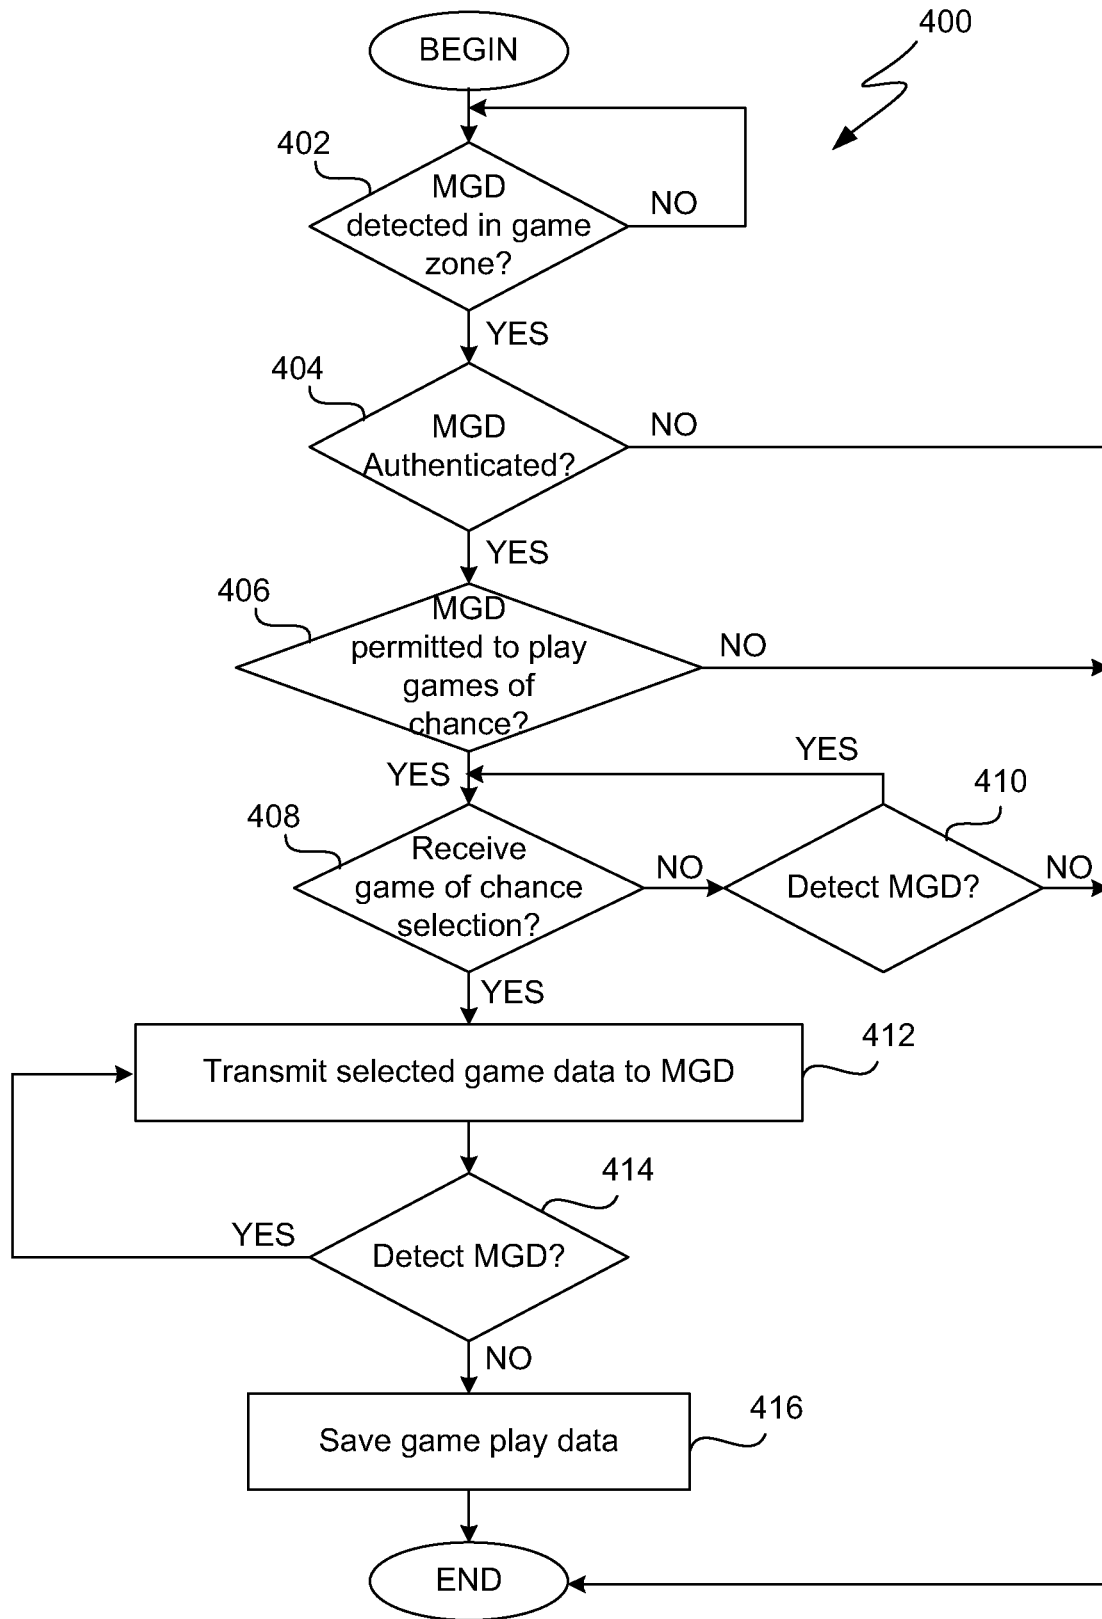 BEGIN
400
402
MGD
detected in game
zone?
NO
YES
404
MGD
Authenticated?
NO
YES
406
MGD
permitted to play
games of
chance?
NO
YES
YES
408
Receive
game of chance
selection?
NO
410
Detect MGD?
NO
YES
Transmit selected game data to MGD
412
414
Detect MGD?
YES
NO
Save game play data
416
END